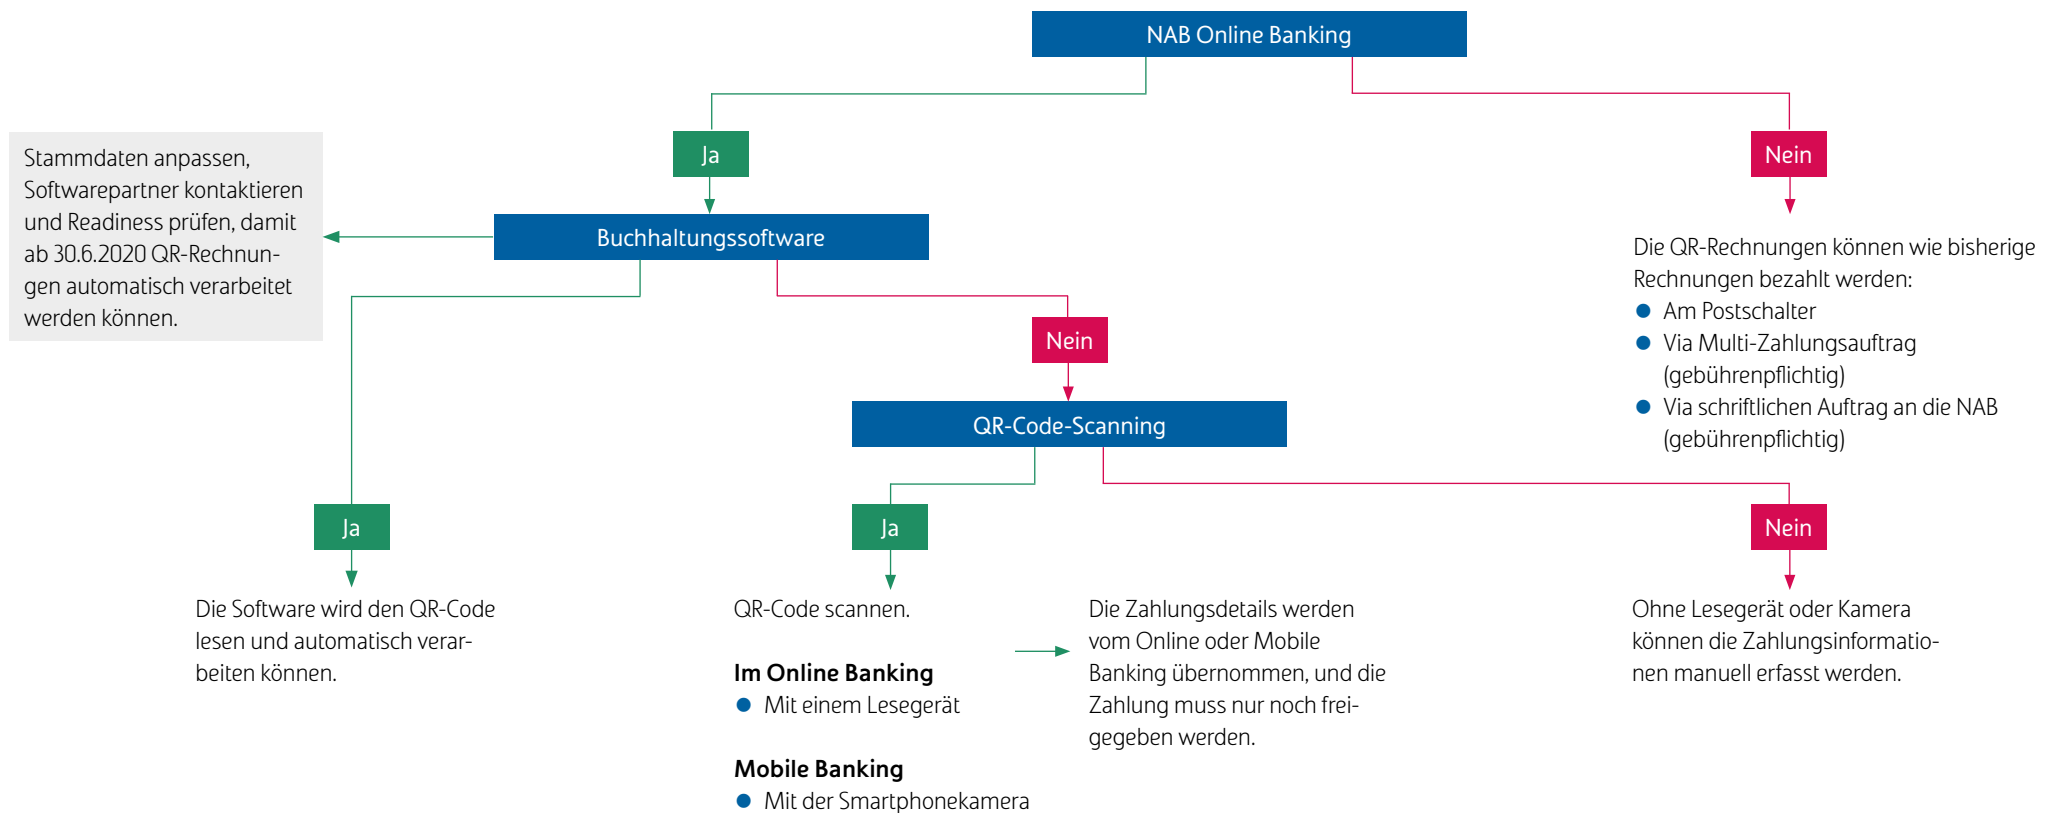 NAB Online Banking
Ja
Nein
Stammdaten anpassen,
Softwarepartner kontaktieren
und Readiness prüfen, damit
ab 30.6.2020 QR-Rechnun-
gen automatisch verarbeitet
werden können.
Buchhaltungssoftware
Die QR-Rechnungen können wie bisherige
Rechnungen bezahlt werden:
● Am Postschalter
● Via Multi-Zahlungsauftrag
(gebührenpflichtig)
● Via schriftlichen Auftrag an die NAB
(gebührenpflichtig)
Nein
QR-Code-Scanning
Ja
Ja
Nein
Die Software wird den QR-Code
lesen und automatisch verar-
beiten können.
QR-Code scannen.
Im Online Banking
● Mit einem Lesegerät
Mobile Banking
● Mit der Smartphonekamera
Die Zahlungsdetails werden
vom Online oder Mobile
Banking übernommen, und die
Zahlung muss nur noch frei-
gegeben werden.
Ohne Lesegerät oder Kamera
können die Zahlungsinformatio-
nen manuell erfasst werden.